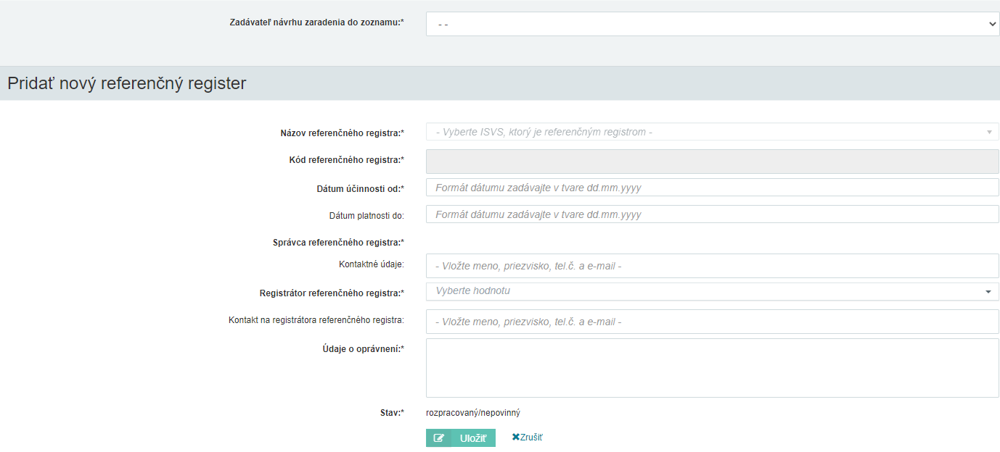 Zadávateľ návrhu zaradenia do zoznamu:* - -
Pridať nový referenčný register
Názov referenčného registra:* - Vyberte ISVS, ktorý je referenčným registrom -
Kód referenčného registra:*
Dátum účinnosti od:* Formát dátumu zadávajte v tvare dd.mm.yyyy
Dátum platnosti do: Formát dátumu zadávajte v tvare dd.mm.yyyy
Správca referenčného registra:*
Kontaktné údaje: - Vložte meno, priezvisko, tel.č. a e-mail -
Registrátor referenčného registra:* Vyberte hodnotu
Kontakt na registrátora referenčného registra: - Vložte meno, priezvisko, tel.č. a e-mail -
Údaje o oprávnení:*
Stav:* rozpracovaný/nepovinný
Uložiť Zrušiť